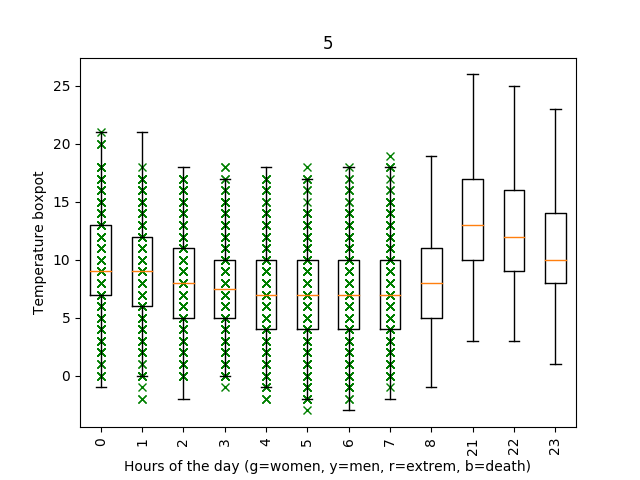 5
Temperature boxpot
25
20
15
10
5
0
0 1 2 3 4 5 6 7 8 21 22 23
Hours of the day (g=women, y=men, r=extrem, b=death)